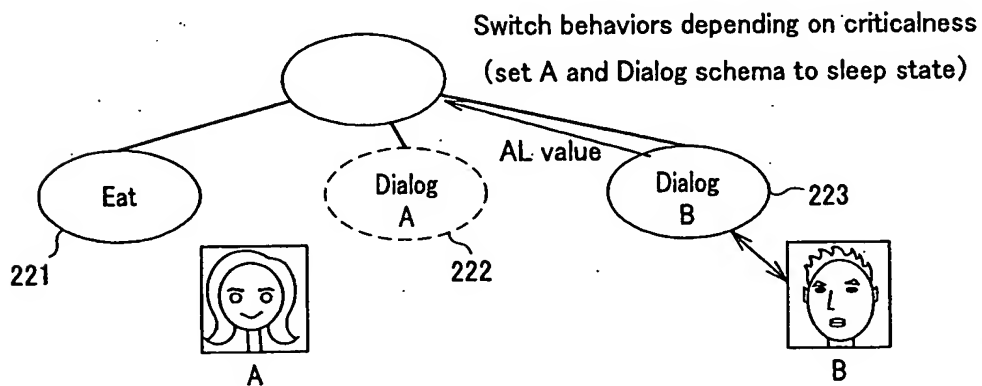 Switch behaviors depending on criticalness
(set A and Dialog schema to sleep state)
AL value
Eat
Dialog
A
Dialog
B
221
222
223
A
B